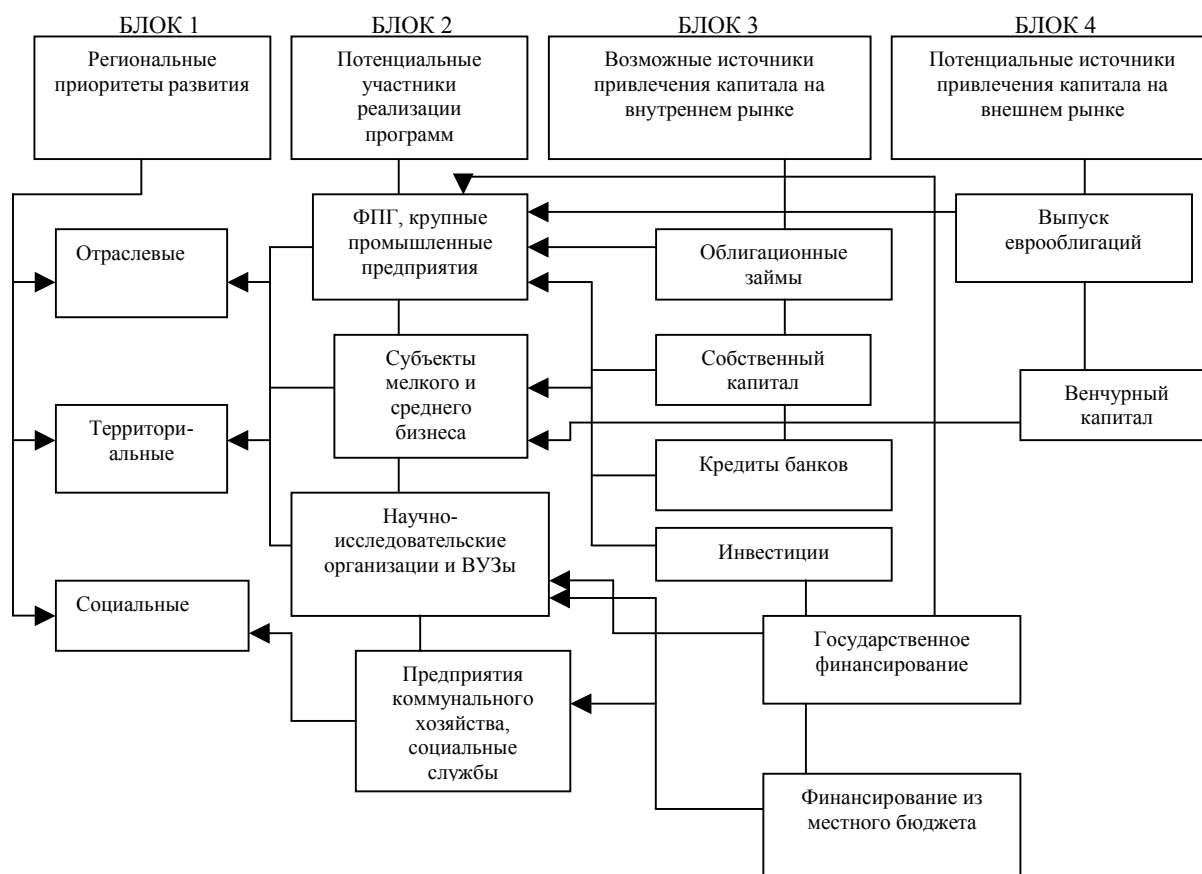 БЛОК 1
БЛОК 2
БЛОК 3
БЛОК 4
Региональные
приоритеты развития
Потенциальные
участники
реализации
программ
Возможные источники
привлечения капитала на
внутреннем рынке
Потенциальные источники
привлечения капитала на
внешнем рынке
Отраслевые
Территори-
альные
Социальные
ФПГ, крупные
промышленные
предприятия
Субъекты
мелкого и
среднего
бизнеса
Научно-
исследовательские
организации и ВУЗы
Предприятия
коммунального
хозяйства,
социальные
службы
Облигационные
займы
Собственный
капитал
Кредиты банков
Инвестиции
Государственное
финансирование
Финансирование из
местного бюджета
Выпуск
еврооблигаций
Венчурный
капитал